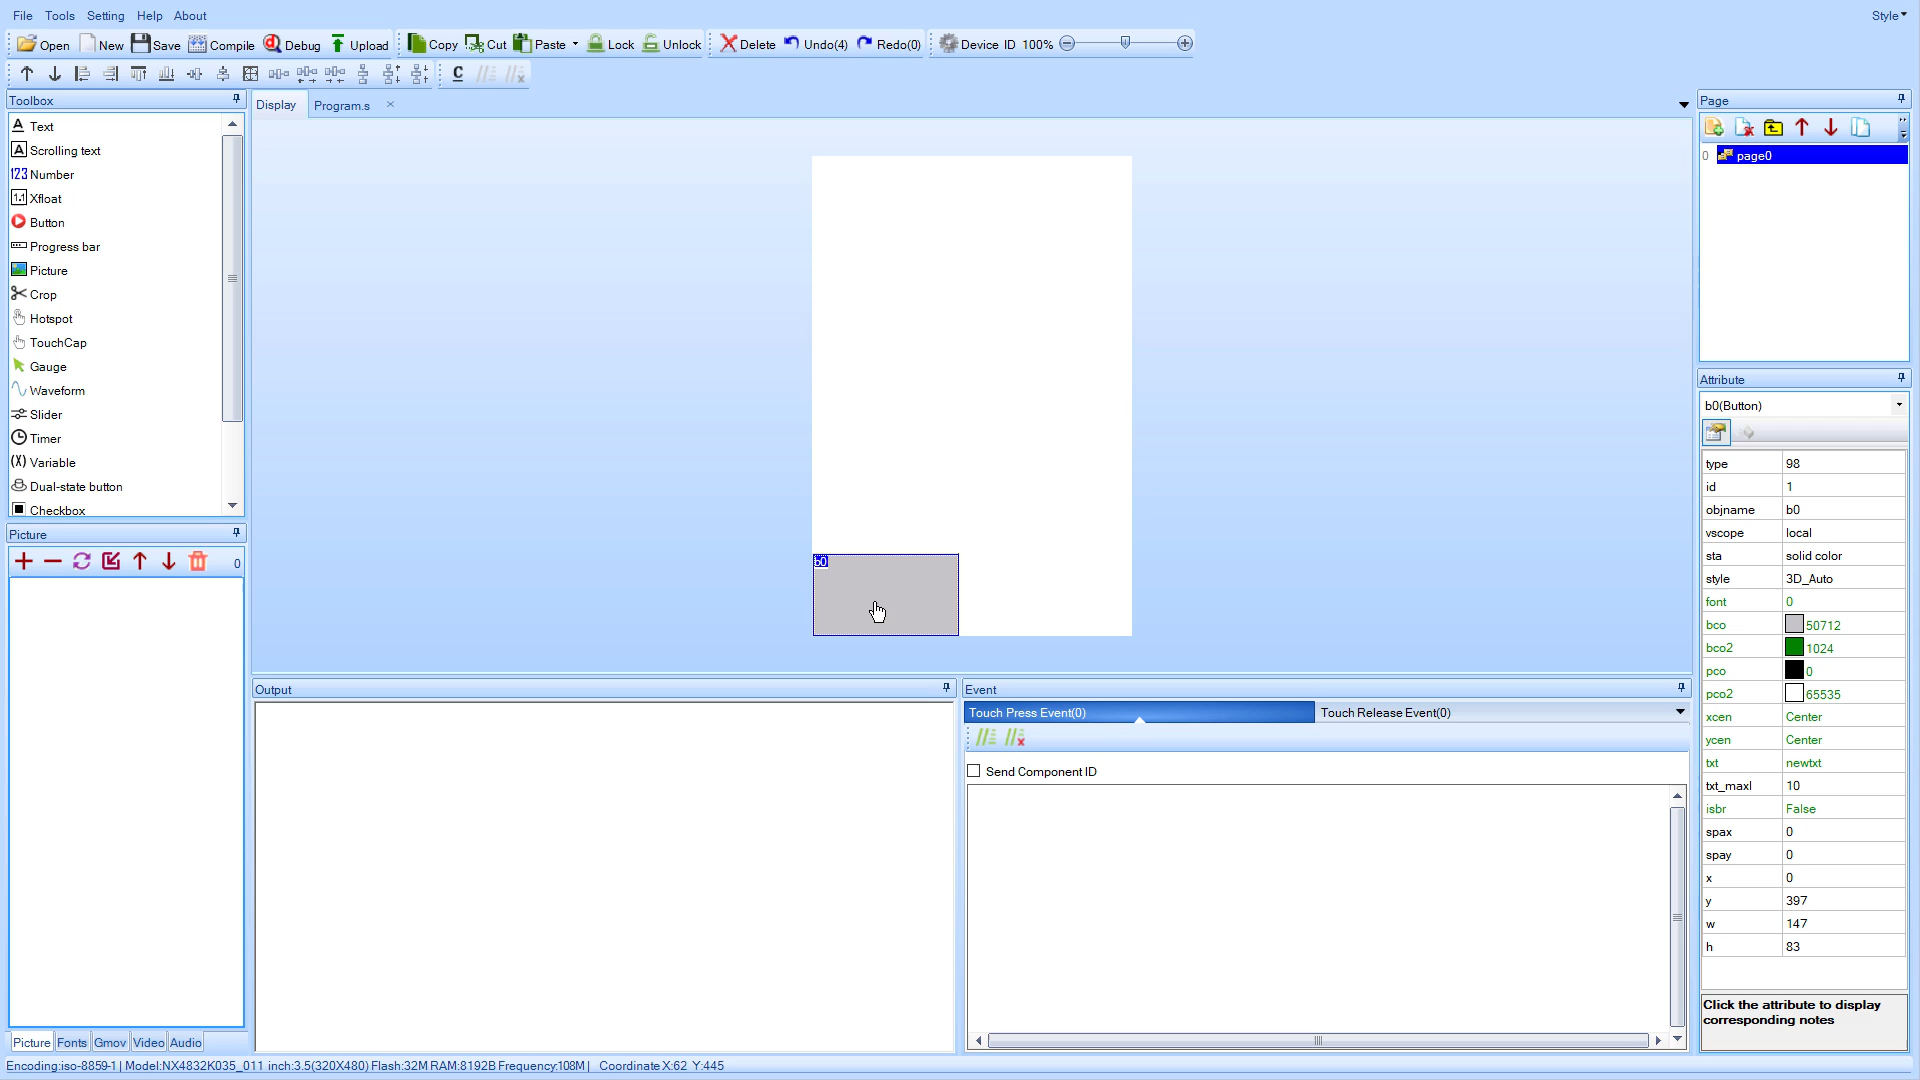 File Tools Setting Help About Style
Open New Save Compile Debug Upload Copy Cut Paste Lock Unlock Delete Undo(4) Redo(0) Device ID 100%
Toolbox
Text
Scrolling text
123 Number
1.1 Xfloat
Button
Progress bar
Picture
Crop
Hotspot
TouchCap
Gauge
Waveform
Slider
Timer
(X) Variable
Dual-state button
Checkbox
Picture
0
Picture Fonts Gmov Video Audio
Display Program.s
b0
Output
Event
Touch Press Event(0) Touch Release Event(0)
Send Component ID
Page
0 page0
Attribute
b0(Button)
type 98
id 1
objname b0
vscope local
sta solid color
style 3D_Auto
font 0
bco 50712
bco2 1024
pco 0
pco2 65535
xcen Center
ycen Center
txt newtxt
txt_maxl 10
isbr False
spax 0
spay 0
x 0
y 397
w 147
h 83
Click the attribute to display
corresponding notes
Encoding:iso-8859-1 | Model:NX4832K035_011 inch:3.5(320X480) Flash:32M RAM:8192B Frequency:108M | Coordinate X:62 Y:445